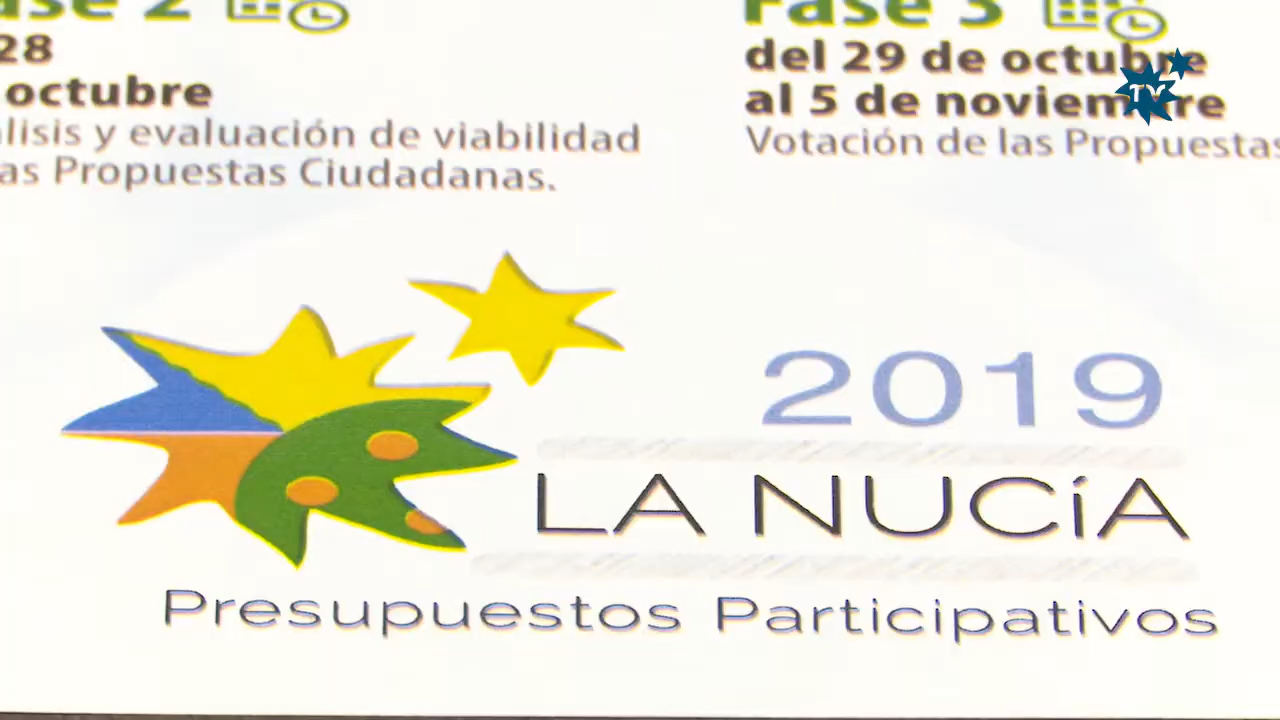 Fase 2
28
octubre
lisis y evaluación de viabilidad
as Propuestas Ciudadanas.
Fase 3
del 29 de octubre
al 5 de noviembre
Votación de las Propuestas
TV
2019
LA NUCíA
Presupuestos Participativos